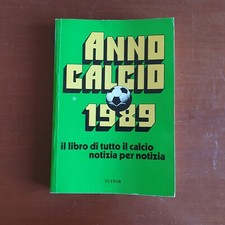 ANNO
CALCIO
1989
il libro di tutto il calcio
notizia per notizia